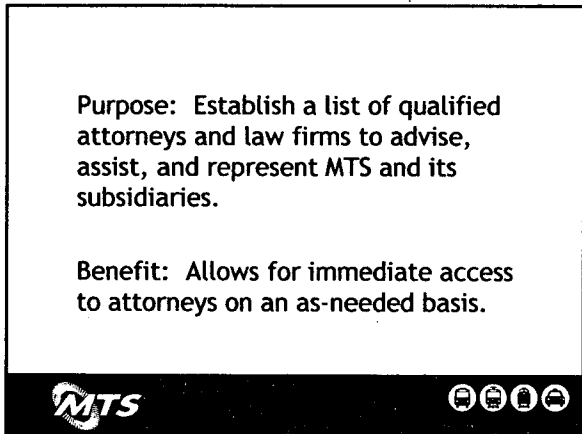 Purpose: Establish a list of qualified
attorneys and law firms to advise,
assist, and represent MTS and its
subsidiaries.
Benefit: Allows for immediate access
to attorneys on an as-needed basis.
MTS